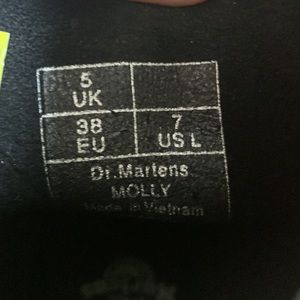 5
UK
38 7
EU US L
Dr.Martens
MOLLY
Made in Vietnam